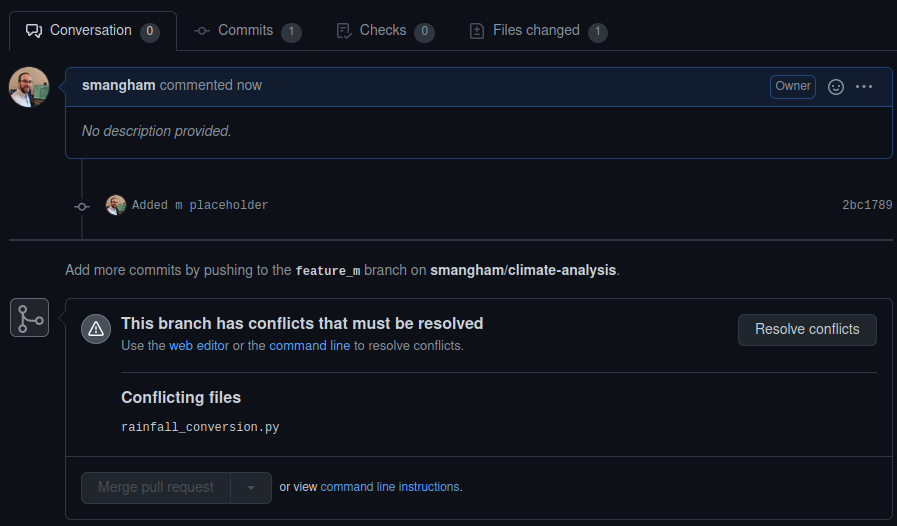 Conversation 0 Commits 1 Checks 0 Files changed 1
smangham commented now Owner
No description provided.
Added m placeholder 2bc1789
Add more commits by pushing to the feature_m branch on smangham/climate-analysis.
This branch has conflicts that must be resolved Resolve conflicts
Use the web editor or the command line to resolve conflicts.
Conflicting files
rainfall_conversion.py
Merge pull request or view command line instructions.